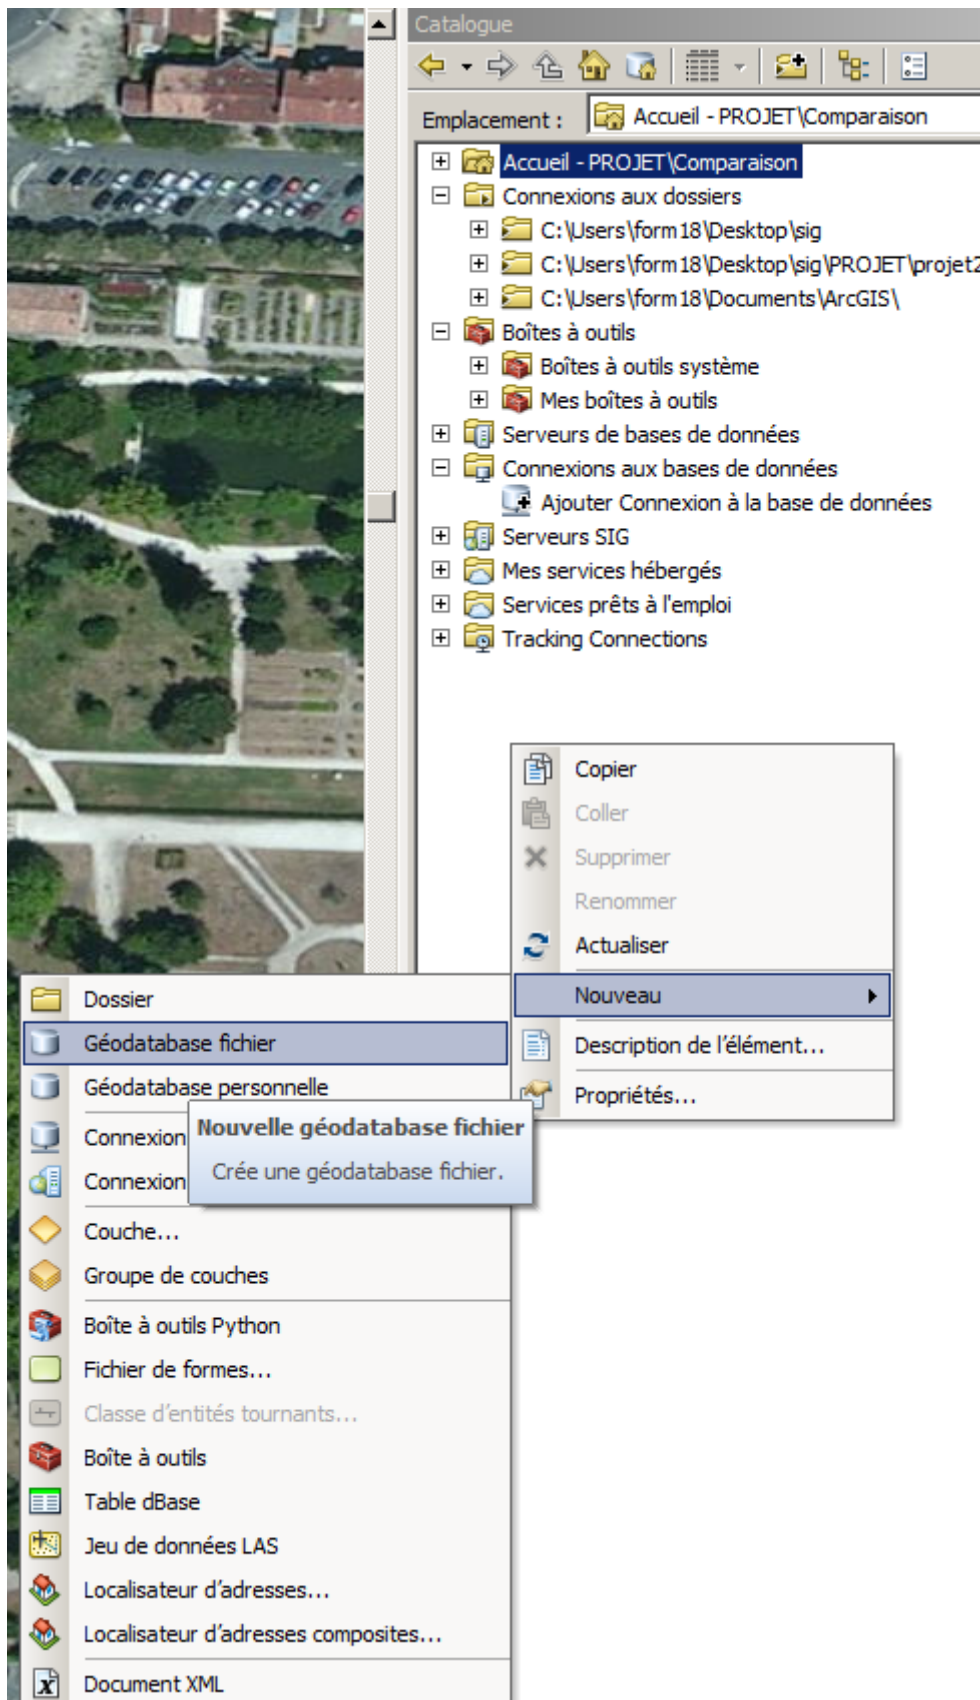 Catalogue
Emplacement : Accueil - PROJET\Comparaison
Accueil - PROJET\Comparaison
Connexions aux dossiers
C:\Users\form18\Desktop\sig
C:\Users\form18\Desktop\sig\PROJET\projet2
C:\Users\form18\Documents\ArcGIS\
Boîtes à outils
Boîtes à outils système
Mes boîtes à outils
Serveurs de bases de données
Connexions aux bases de données
Ajouter Connexion à la base de données
Serveurs SIG
Mes services hébergés
Services prêts à l'emploi
Tracking Connections
Copier
Coller
Supprimer
Renommer
Actualiser
Nouveau
Description de l'élément...
Propriétés...
Dossier
Géodatabase fichier
Géodatabase personnelle
Connexion
Connexion
Nouvelle géodatabase fichier
Crée une géodatabase fichier.
Couche...
Groupe de couches
Boîte à outils Python
Fichier de formes...
Classe d'entités tournants...
Boîte à outils
Table dBase
Jeu de données LAS
Localisateur d'adresses...
Localisateur d'adresses composites...
Document XML